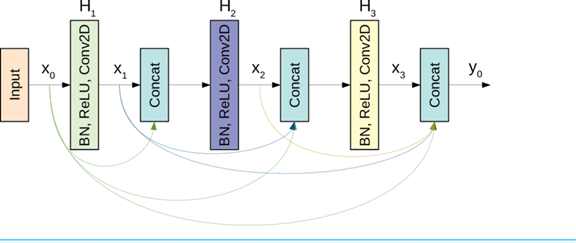 H₁
H₂
H₃
Input
x₀
BN, ReLU, Conv2D
x₁
Concat
BN, ReLU, Conv2D
x₂
Concat
BN, ReLU, Conv2D
x₃
Concat
y₀